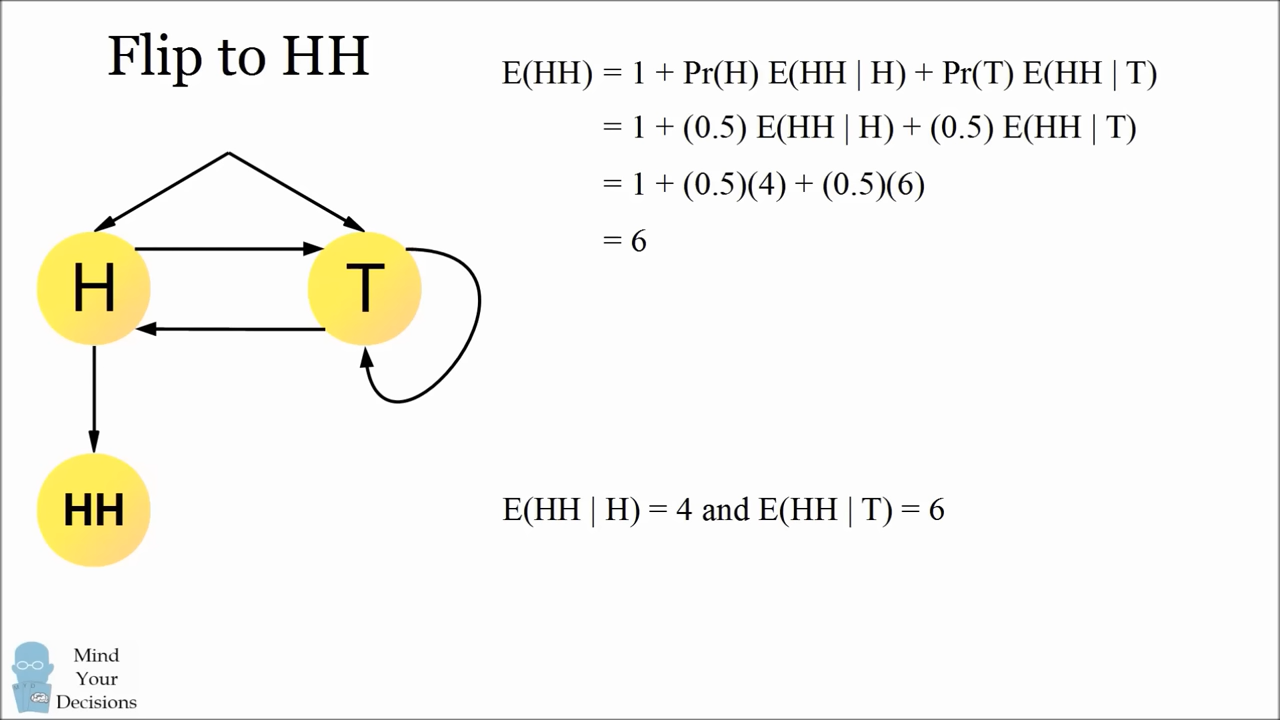 Flip to HH
E(HH) = 1 + Pr(H) E(HH | H) + Pr(T) E(HH | T)
= 1 + (0.5) E(HH | H) + (0.5) E(HH | T)
= 1 + (0.5)(4) + (0.5)(6)
= 6
H
T
HH
E(HH | H) = 4 and E(HH | T) = 6
Mind
Your
Decisions